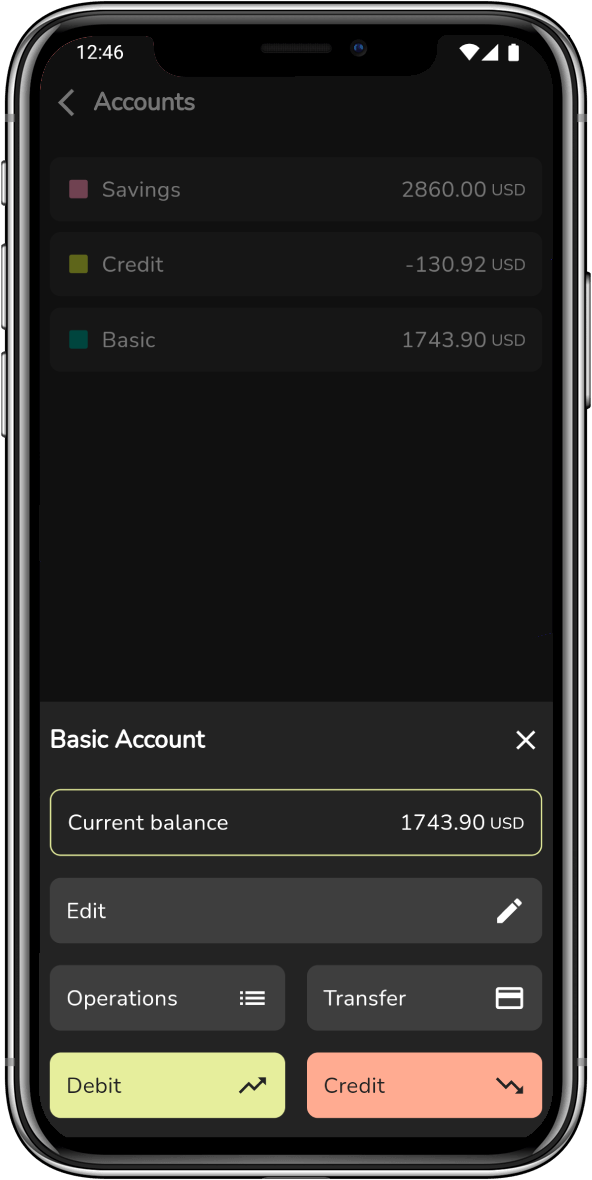 12:46
Accounts
Savings 2860.00 USD
Credit -130.92 USD
Basic 1743.90 USD
Basic Account
Current balance 1743.90 USD
Edit
Operations Transfer
Debit Credit